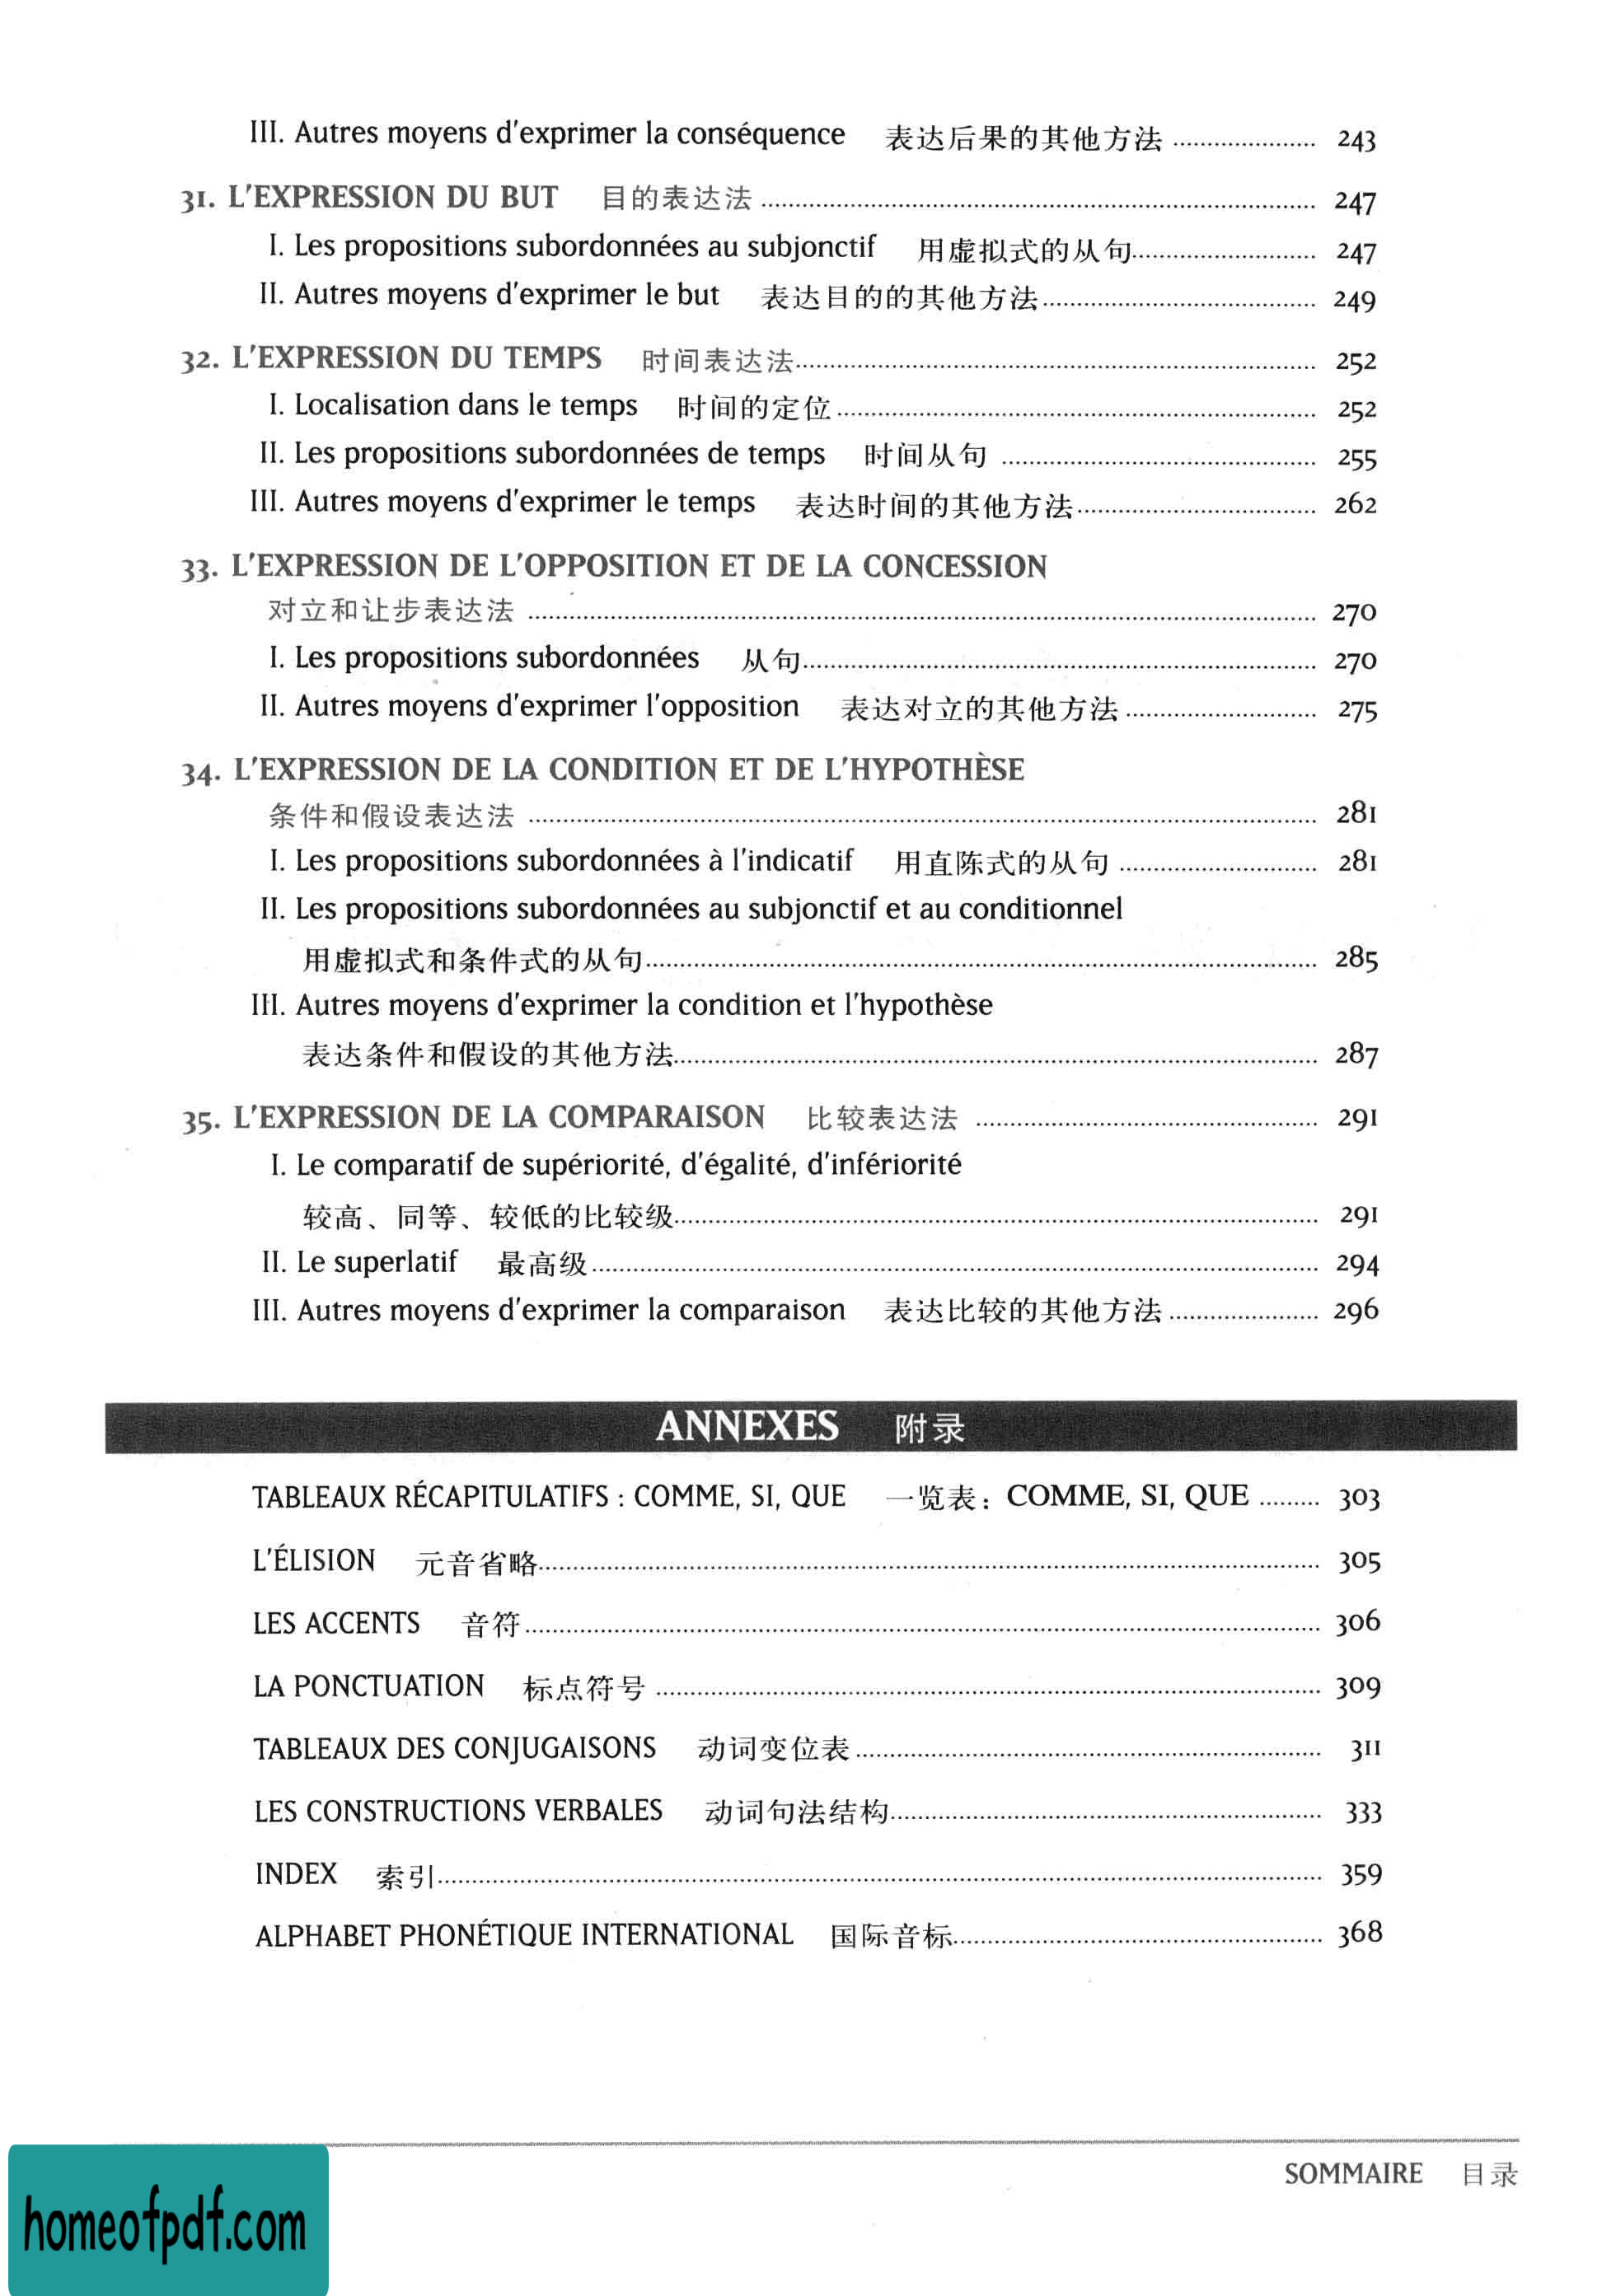 III. Autres moyens d'exprimer la conséquence 表达后果的其他方法 ..................... 243
31. L'EXPRESSION DU BUT 目的表达法 ..................... 247
I. Les propositions subordonnées au subjonctif 用虚拟式的从句..................... 247
II. Autres moyens d'exprimer le but 表达目的的其他方法..................... 249
32. L'EXPRESSION DU TEMPS 时间表达法..................... 252
I. Localisation dans le temps 时间的定位..................... 252
II. Les propositions subordonnées de temps 时间从句 ..................... 255
III. Autres moyens d'exprimer le temps 表达时间的其他方法..................... 262
33. L'EXPRESSION DE L'OPPOSITION ET DE LA CONCESSION
对立和让步表达法 ..................... 270
I. Les propositions subordonnées 从句..................... 270
II. Autres moyens d'exprimer l'opposition 表达对立的其他方法..................... 275
34. L'EXPRESSION DE LA CONDITION ET DE L'HYPOTHÈSE
条件和假设表达法 ..................... 281
I. Les propositions subordonnées à l'indicatif 用直陈式的从句 ..................... 281
II. Les propositions subordonnées au subjonctif et au conditionnel
用虚拟式和条件式的从句..................... 285
III. Autres moyens d'exprimer la condition et l'hypothèse
表达条件和假设的其他方法..................... 287
35. L'EXPRESSION DE LA COMPARAISON 比较表达法 ..................... 291
I. Le comparatif de supériorité, d'égalité, d'infériorité
较高、同等、较低的比较级..................... 291
II. Le superlatif 最高级..................... 294
III. Autres moyens d'exprimer la comparaison 表达比较的其他方法..................... 296
ANNEXES 附录
TABLEAUX RÉCAPITULATIFS : COMME, SI, QUE 一览表：COMME, SI, QUE ......... 303
L'ÉLISION 元音省略..................... 305
LES ACCENTS 音符..................... 306
LA PONCTUATION 标点符号 ..................... 309
TABLEAUX DES CONJUGAISONS 动词变位表..................... 311
LES CONSTRUCTIONS VERBALES 动词句法结构..................... 333
INDEX 索引..................... 359
ALPHABET PHONÉTIQUE INTERNATIONAL 国际音标..................... 368
SOMMAIRE 目录
homeofpdf.com